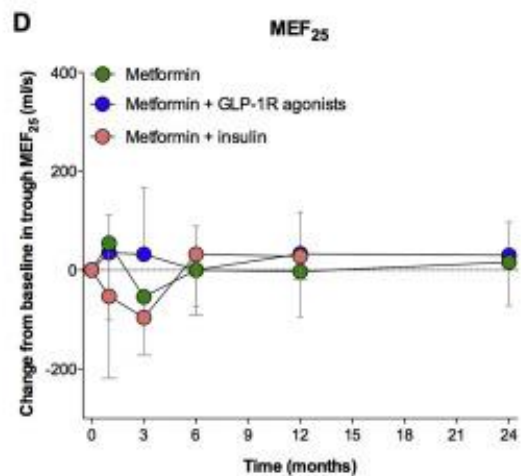 D
MEF25
Change from baseline in trough MEF25 (ml/s)
400
200
0
-200
Metformin
Metformin + GLP-1R agonists
Metformin + insulin
0 3 6 9 12 15 18 21 24
Time (months)